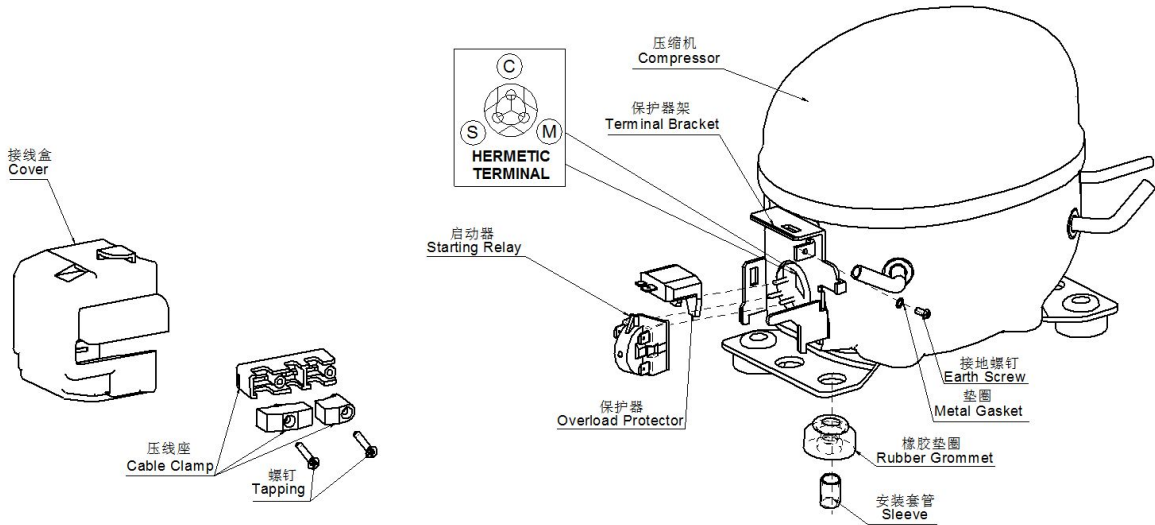 压缩机
Compressor
C
S
M
HERMETIC
TERMINAL
保护器架
Terminal Bracket
接线盒
Cover
启动器
Starting Relay
保护器
Overload Protector
接地螺钉
Earth Screw
垫圈
Metal Gasket
压线座
Cable Clamp
螺钉
Tapping
橡胶垫圈
Rubber Grommet
安装套管
Sleeve